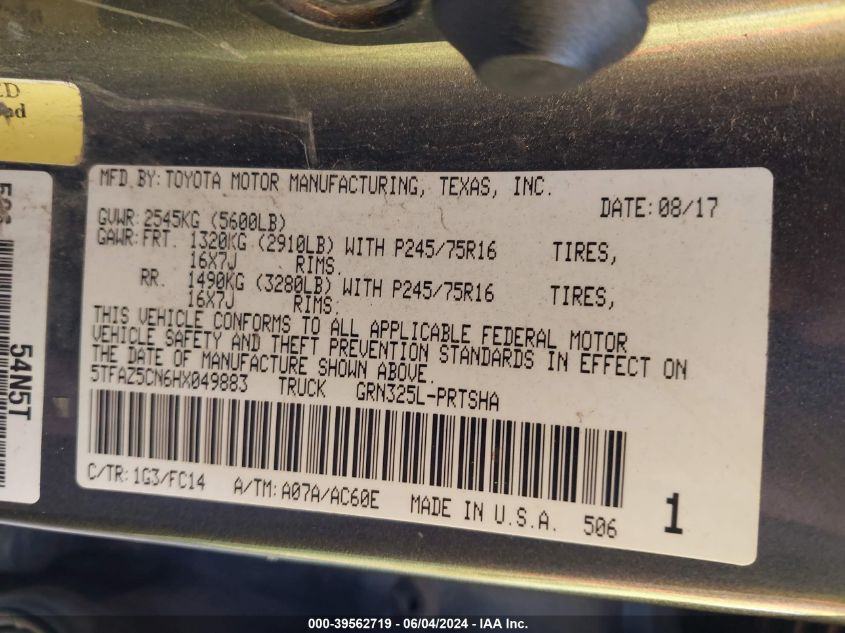 ED
ad
MFD BY: TOYOTA MOTOR MANUFACTURING, TEXAS, INC.
DATE: 08/17
GVWR: 2545KG (5600LB)
GAWR: FRT. 1320KG (2910LB) WITH P245/75R16 TIRES,
16X7J RIMS.
RR. 1490KG (3280LB) WITH P245/75R16 TIRES,
16X7J RIMS.
THIS VEHICLE CONFORMS TO ALL APPLICABLE FEDERAL MOTOR
VEHICLE SAFETY AND THEFT PREVENTION STANDARDS IN EFFECT ON
THE DATE OF MANUFACTURE SHOWN ABOVE.
5TFAZ5CN6HX049883 TRUCK GRN325L-PRTSHA
C/TR: 1G3/FC14 A/TM: A07A/AC60E MADE IN U.S.A. 506 1
54N5T
000-39562719 - 06/04/2024 - IAA Inc.